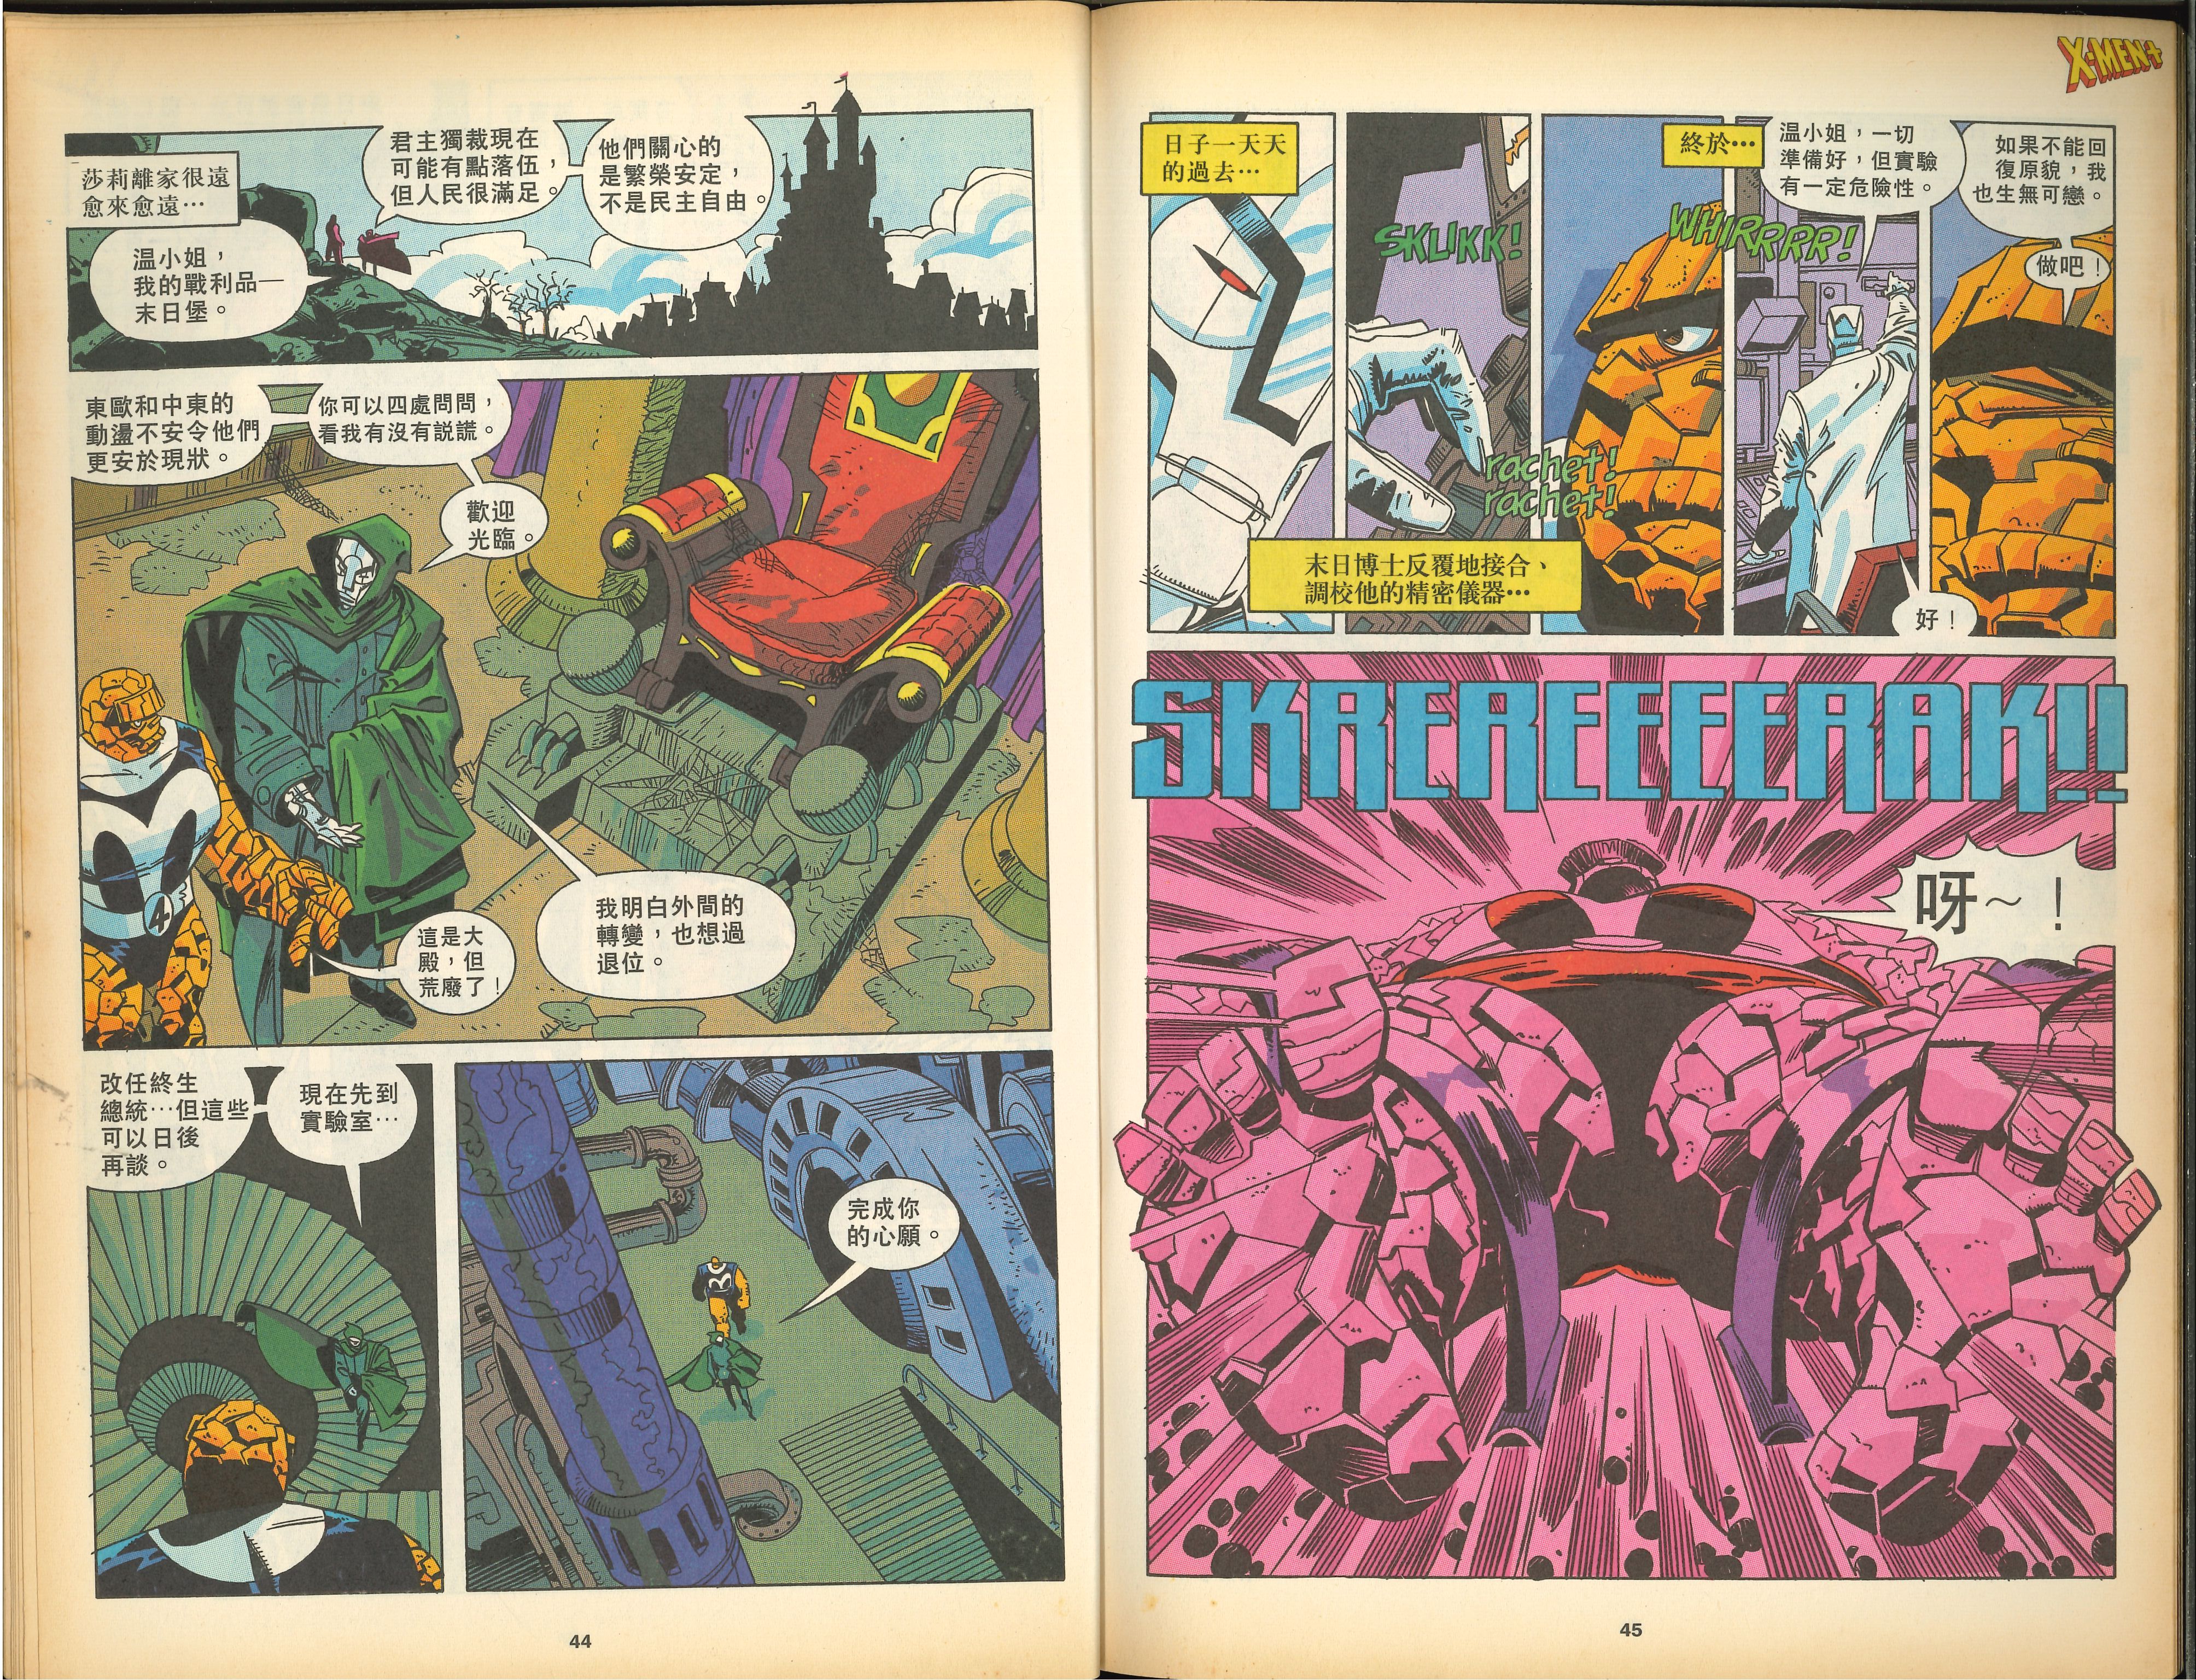 莎莉離家很遠
愈來愈遠…
溫小姐，
我的戰利品—
末日堡。
君主獨裁現在
可能有點落伍，
但人民很滿足。
他們關心的
是繁榮安定，
不是民主自由。
東歐和中東的
動盪不安令他們
更安於現狀。
你可以四處問問，
看我有沒有説謊。
歡迎
光臨。
這是大
殿，但
荒廢了！
我明白外間的
轉變，也想過
退位。
改任終生
總統…但這些
可以日後
再談。
現在先到
實驗室…
完成你
的心願。
4
44
X-MEN+
日子一天天
的過去…
SKLIKK!
rachet!
rachet!
末日博士反覆地接合、
調校他的精密儀器…
終於…
WHIRRRR!
溫小姐，一切
準備好，但實驗
有一定危險性。
如果不能回
復原貌，我
也生無可戀。
做吧！
好！
SKREREEEERAK!!
呀～！
45